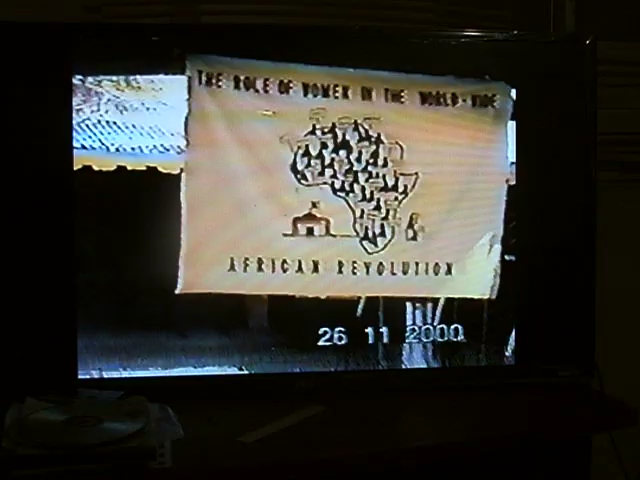 THE ROLE OF WOMEN IN THE WORLD-WIDE
AFRICAN REVOLUTION
26 11 2000